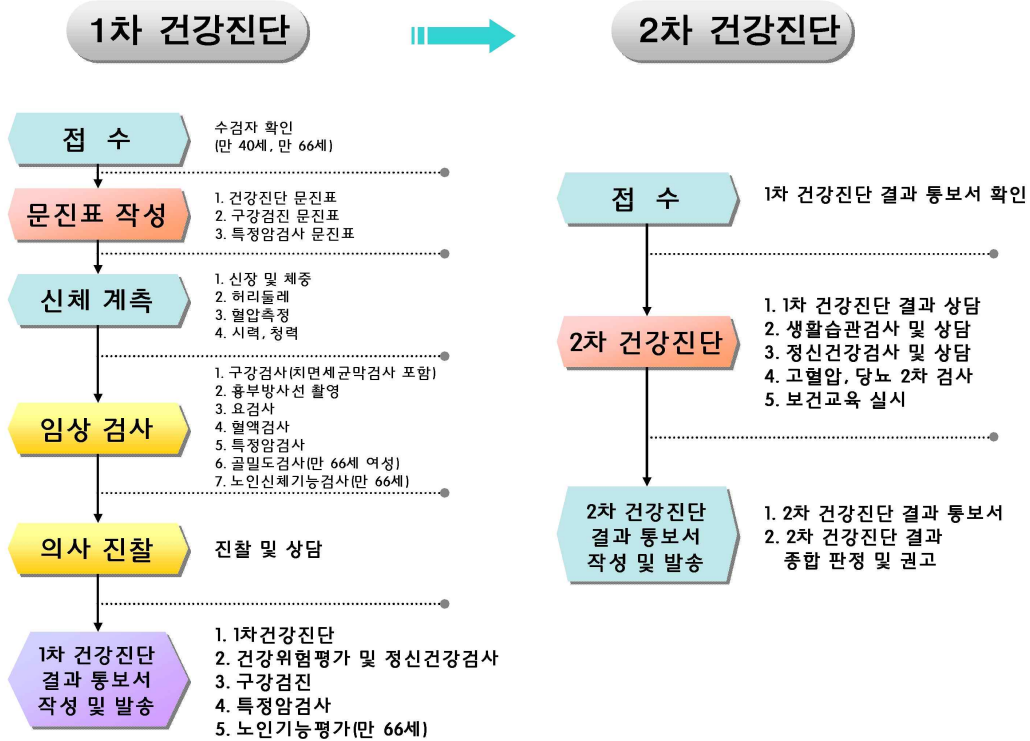 1차 건강진단
2차 건강진단
접 수
수검자 확인
(만 40세, 만 66세)
문진표 작성
1. 건강진단 문진표
2. 구강검진 문진표
3. 특정암검사 문진표
신체 계측
1. 신장 및 체중
2. 허리둘레
3. 혈압측정
4. 시력, 청력
임상 검사
1. 구강검사(치면세균막검사 포함)
2. 흉부방사선 촬영
3. 요검사
4. 혈액검사
5. 특정암검사
6. 골밀도검사(만 66세 여성)
7. 노인신체기능검사(만 66세)
의사 진찰
진찰 및 상담
1차 건강진단
결과 통보서
작성 및 발송
1. 1차건강진단
2. 건강위험평가 및 정신건강검사
3. 구강검진
4. 특정암검사
5. 노인기능평가(만 66세)
접 수
1차 건강진단 결과 통보서 확인
2차 건강진단
1. 1차 건강진단 결과 상담
2. 생활습관검사 및 상담
3. 정신건강검사 및 상담
4. 고혈압, 당뇨 2차 검사
5. 보건교육 실시
2차 건강진단
결과 통보서
작성 및 발송
1. 2차 건강진단 결과 통보서
2. 2차 건강진단 결과
종합 판정 및 권고